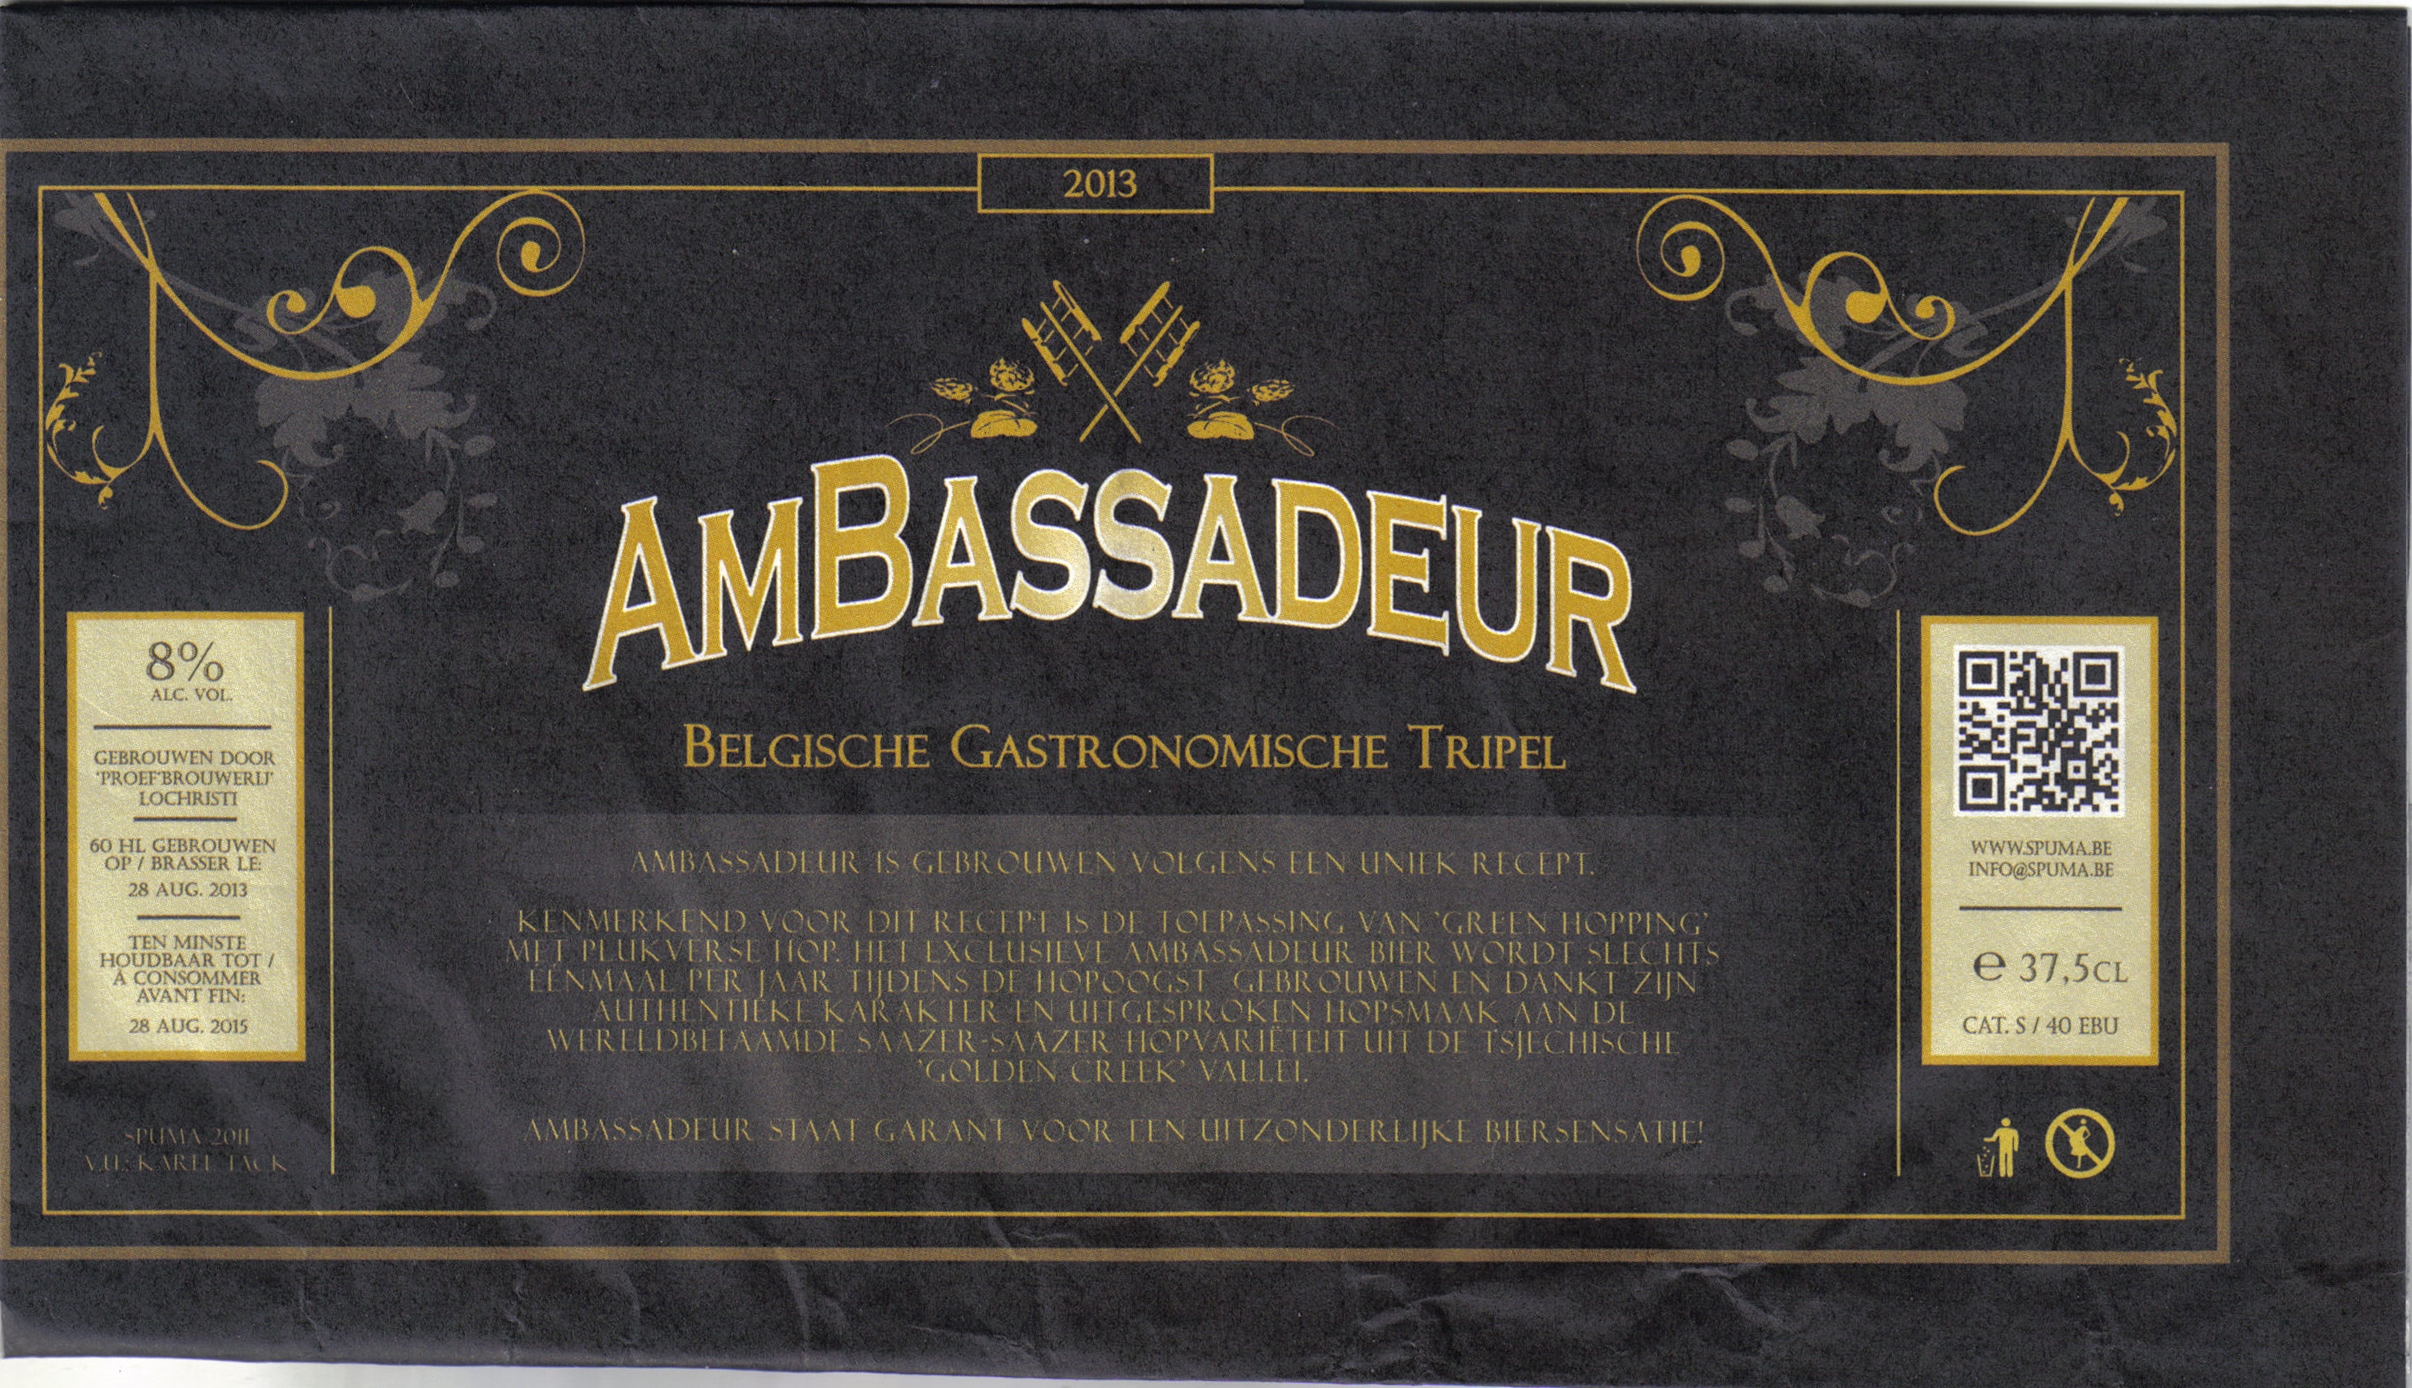 2013
AMBASSADEUR
BELGISCHE GASTRONOMISCHE TRIPEL
AMBASSADEUR IS GEBROUWEN VOLGENS EEN UNIEK RECEPT.
KENMERKEND VOOR DIT RECEPT IS DE TOEPASSING VAN 'GREEN HOPPING'
MET PLUKVERSE HOP. HET EXCLUSIEVE AMBASSADEUR BIER WORDT SLECHTS
ÉÉNMAAL PER JAAR TIJDENS DE HOPOOGST GEBROUWEN EN DANKT ZIJN
AUTHENTIEKE KARAKTER EN UITGESPROKEN HOPSMAAK AAN DE
WERELDBEFAAMDE SAAZER-SAAZER HOPVARIËTEIT UIT DE TSJECHISCHE
'GOLDEN CREEK' VALLEI.
AMBASSADEUR STAAT GARANT VOOR EEN UITZONDERLIJKE BIERSENSATIE!
8%
ALC. VOL.
GEBROUWEN DOOR
'PROEF'BROUWERIJ'
LOCHRISTI
60 HL GEBROUWEN
OP / BRASSER LE:
28 AUG. 2013
TEN MINSTE
HOUDBAAR TOT /
À CONSOMMER
AVANT FIN:
28 AUG. 2015
SPUMA 2011
V.U.: KAREL TACK
WWW.SPUMA.BE
INFO@SPUMA.BE
e 37,5CL
CAT. S / 40 EBU